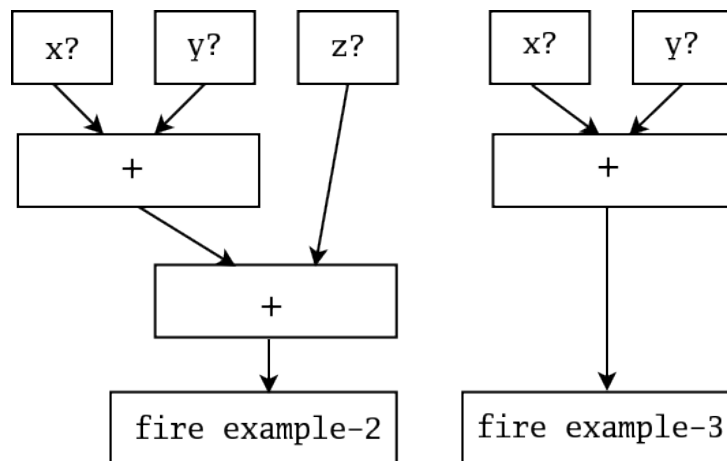 x? y? z? x? y?
+ +
+
fire example-2 fire example-3